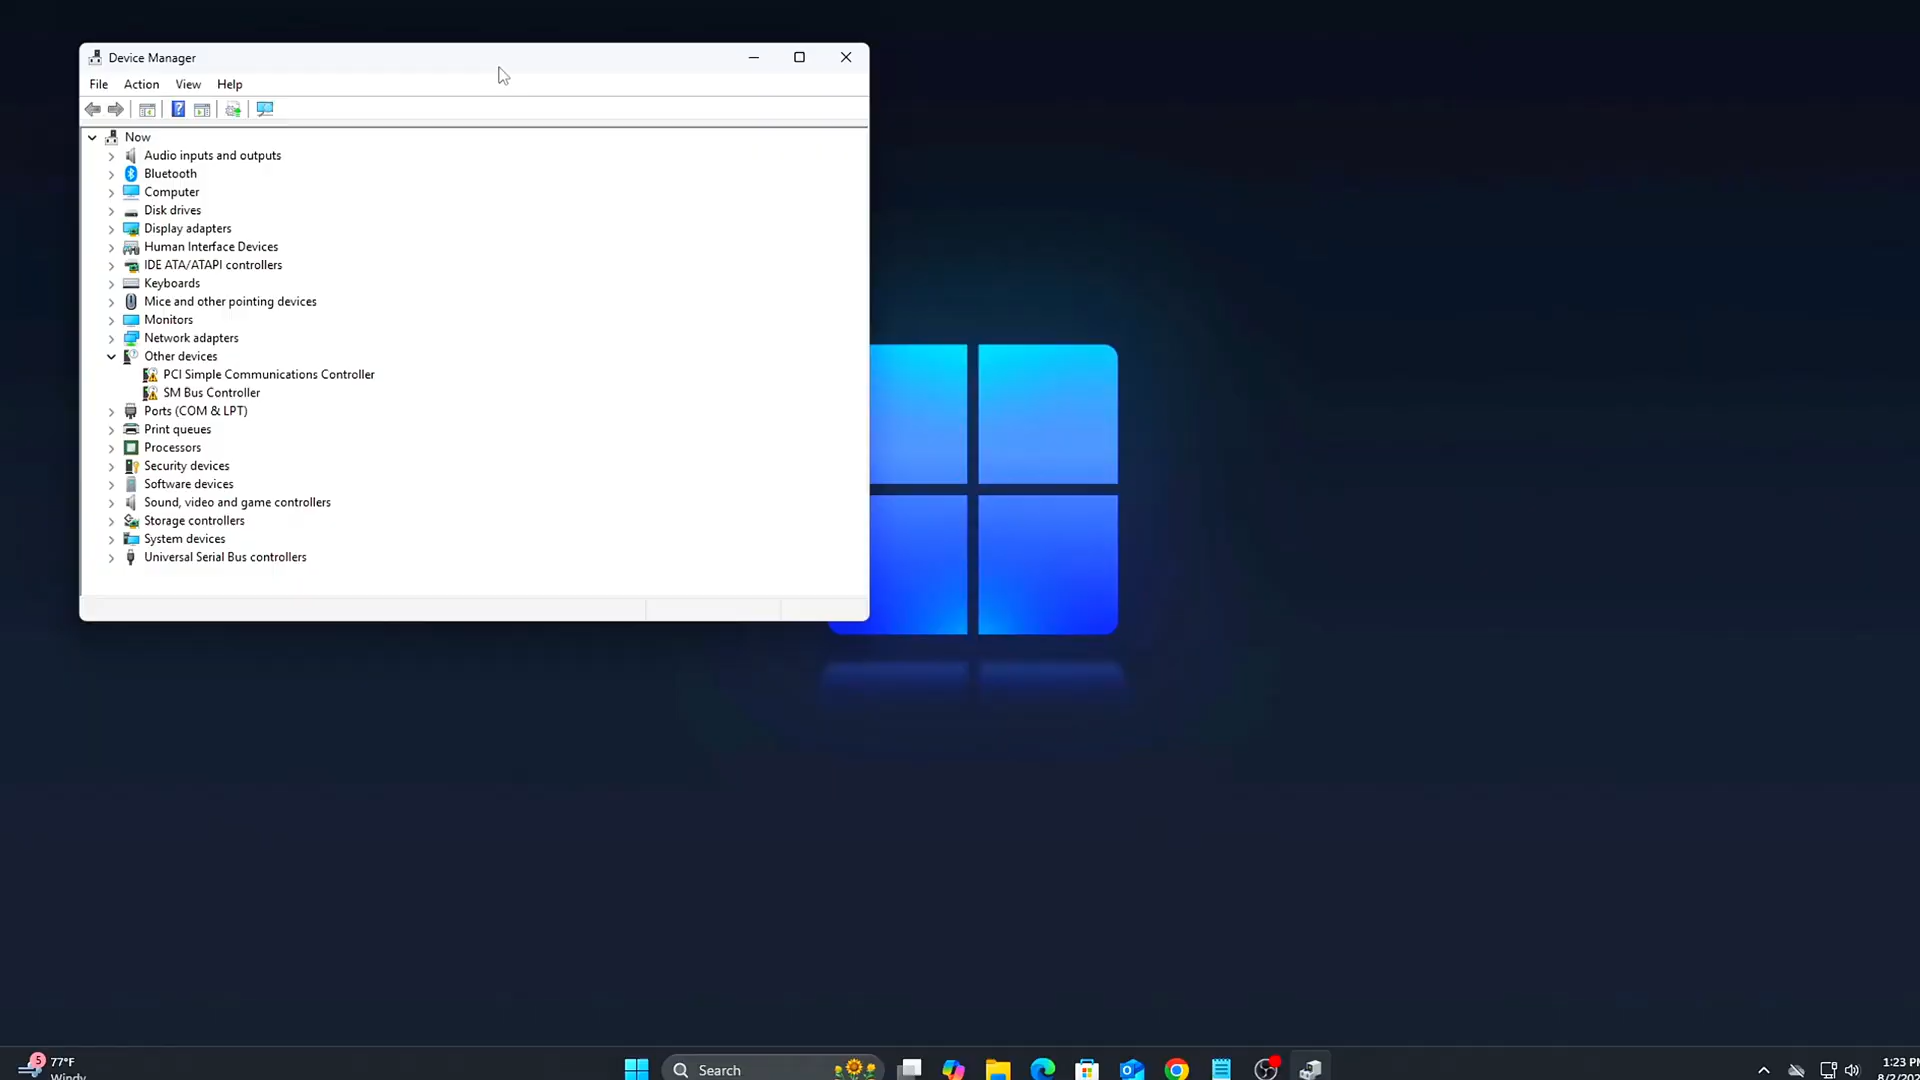 Device Manager
File Action View Help
Now
Audio inputs and outputs
Bluetooth
Computer
Disk drives
Display adapters
Human Interface Devices
IDE ATA/ATAPI controllers
Keyboards
Mice and other pointing devices
Monitors
Network adapters
Other devices
PCI Simple Communications Controller
SM Bus Controller
Ports (COM & LPT)
Print queues
Processors
Security devices
Software devices
Sound, video and game controllers
Storage controllers
System devices
Universal Serial Bus controllers
5
77°F
Windy
Search
1:23 PM
8/2/202